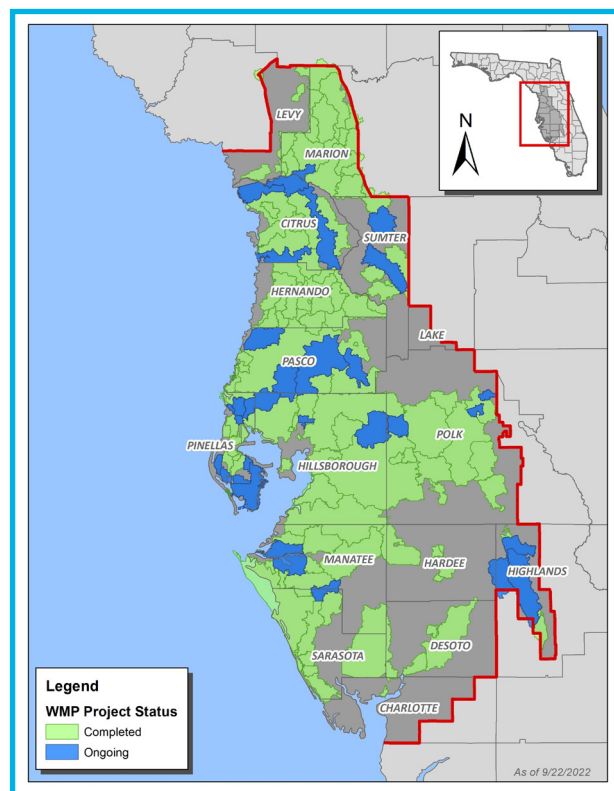 N
LEVY
MARION
CITRUS
SUMTER
HERNANDO
LAKE
PASCO
POLK
PINELLAS
HILLSBOROUGH
MANATEE
HARDEE
HIGHLANDS
SARASOTA
DESOTO
CHARLOTTE
Legend
WMP Project Status
Completed
Ongoing
As of 9/22/2022